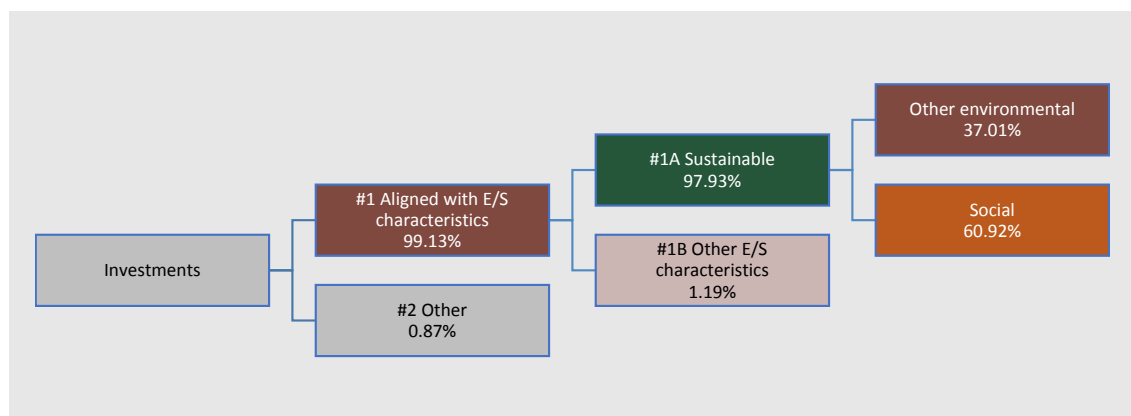 Investments
#1 Aligned with E/S
characteristics
99.13%
#2 Other
0.87%
#1A Sustainable
97.93%
#1B Other E/S
characteristics
1.19%
Other environmental
37.01%
Social
60.92%